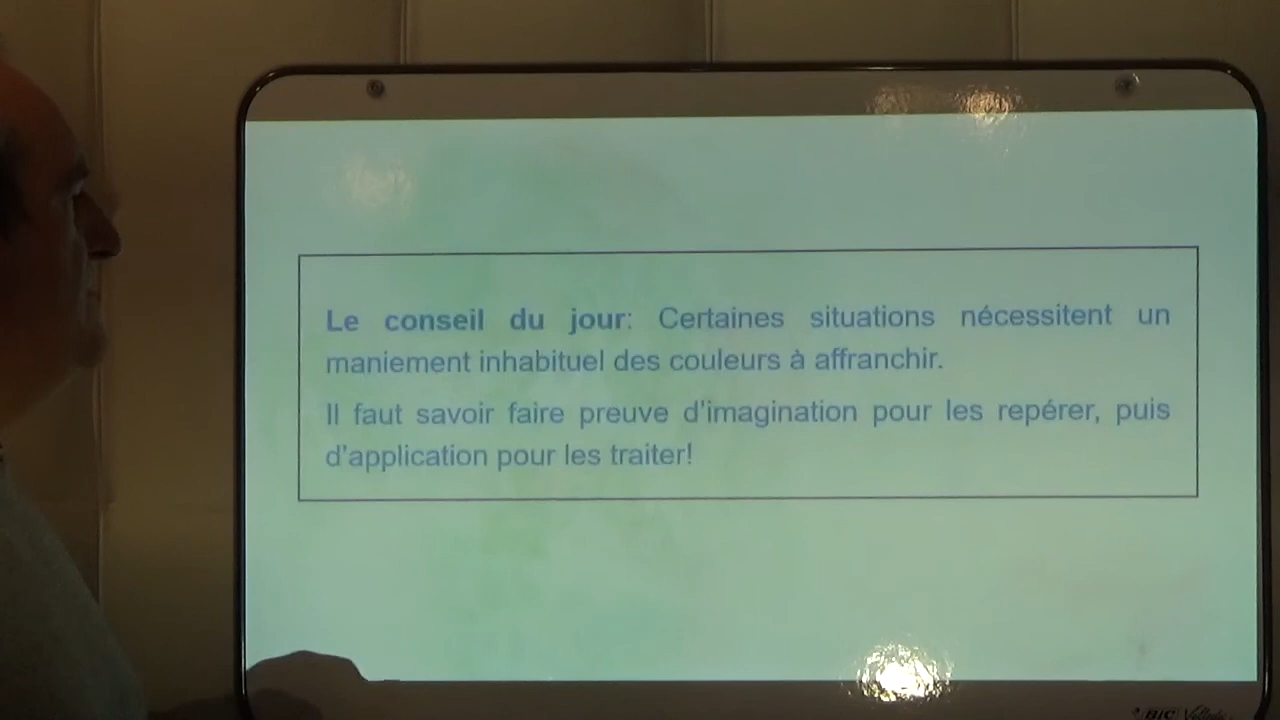 Le conseil du jour: Certaines situations nécessitent un
maniement inhabituel des couleurs à affranchir.
Il faut savoir faire preuve d'imagination pour les repérer, puis
d'application pour les traiter!
BIC